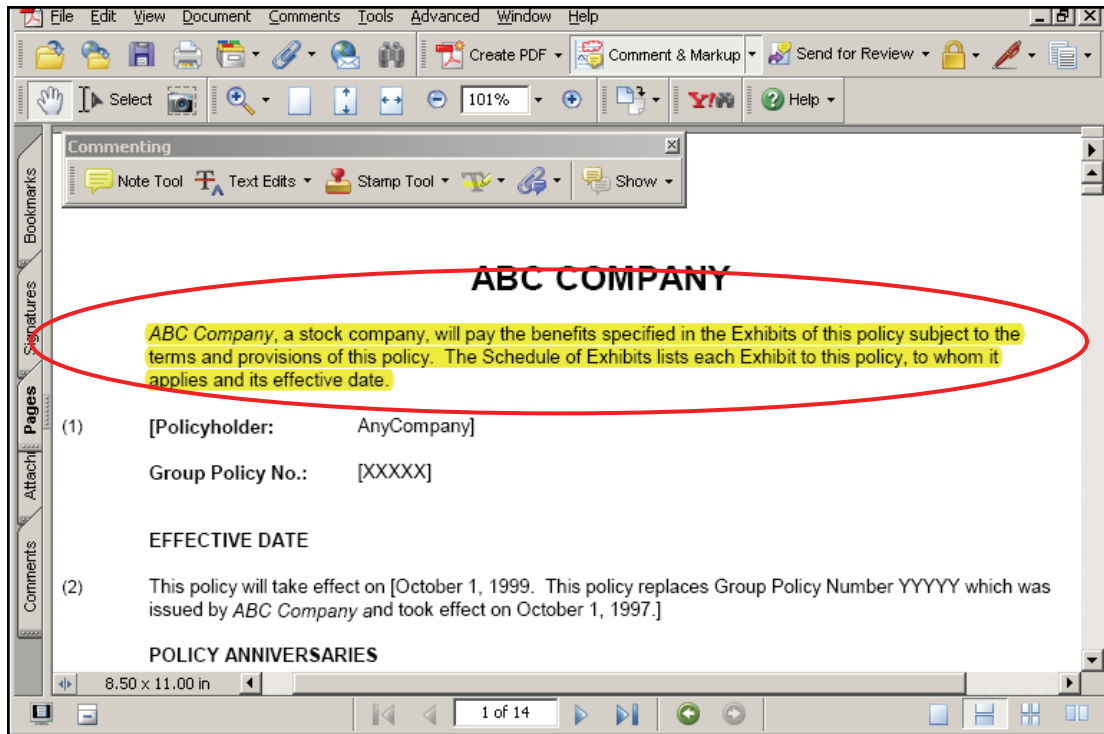 File Edit View Document Comments Tools Advanced Window Help
Create PDF Comment & Markup Send for Review
Select 101% Y! Help
Commenting
Note Tool Text Edits Stamp Tool Show
Bookmarks
Signatures
Pages
Attach
Comments
ABC COMPANY
ABC Company, a stock company, will pay the benefits specified in the Exhibits of this policy subject to the
terms and provisions of this policy. The Schedule of Exhibits lists each Exhibit to this policy, to whom it
applies and its effective date.
(1) [Policyholder: AnyCompany]
Group Policy No.: [XXXXX]
EFFECTIVE DATE
(2) This policy will take effect on [October 1, 1999. This policy replaces Group Policy Number YYYYY which was
issued by ABC Company and took effect on October 1, 1997.]
POLICY ANNIVERSARIES
8.50 x 11.00 in
1 of 14